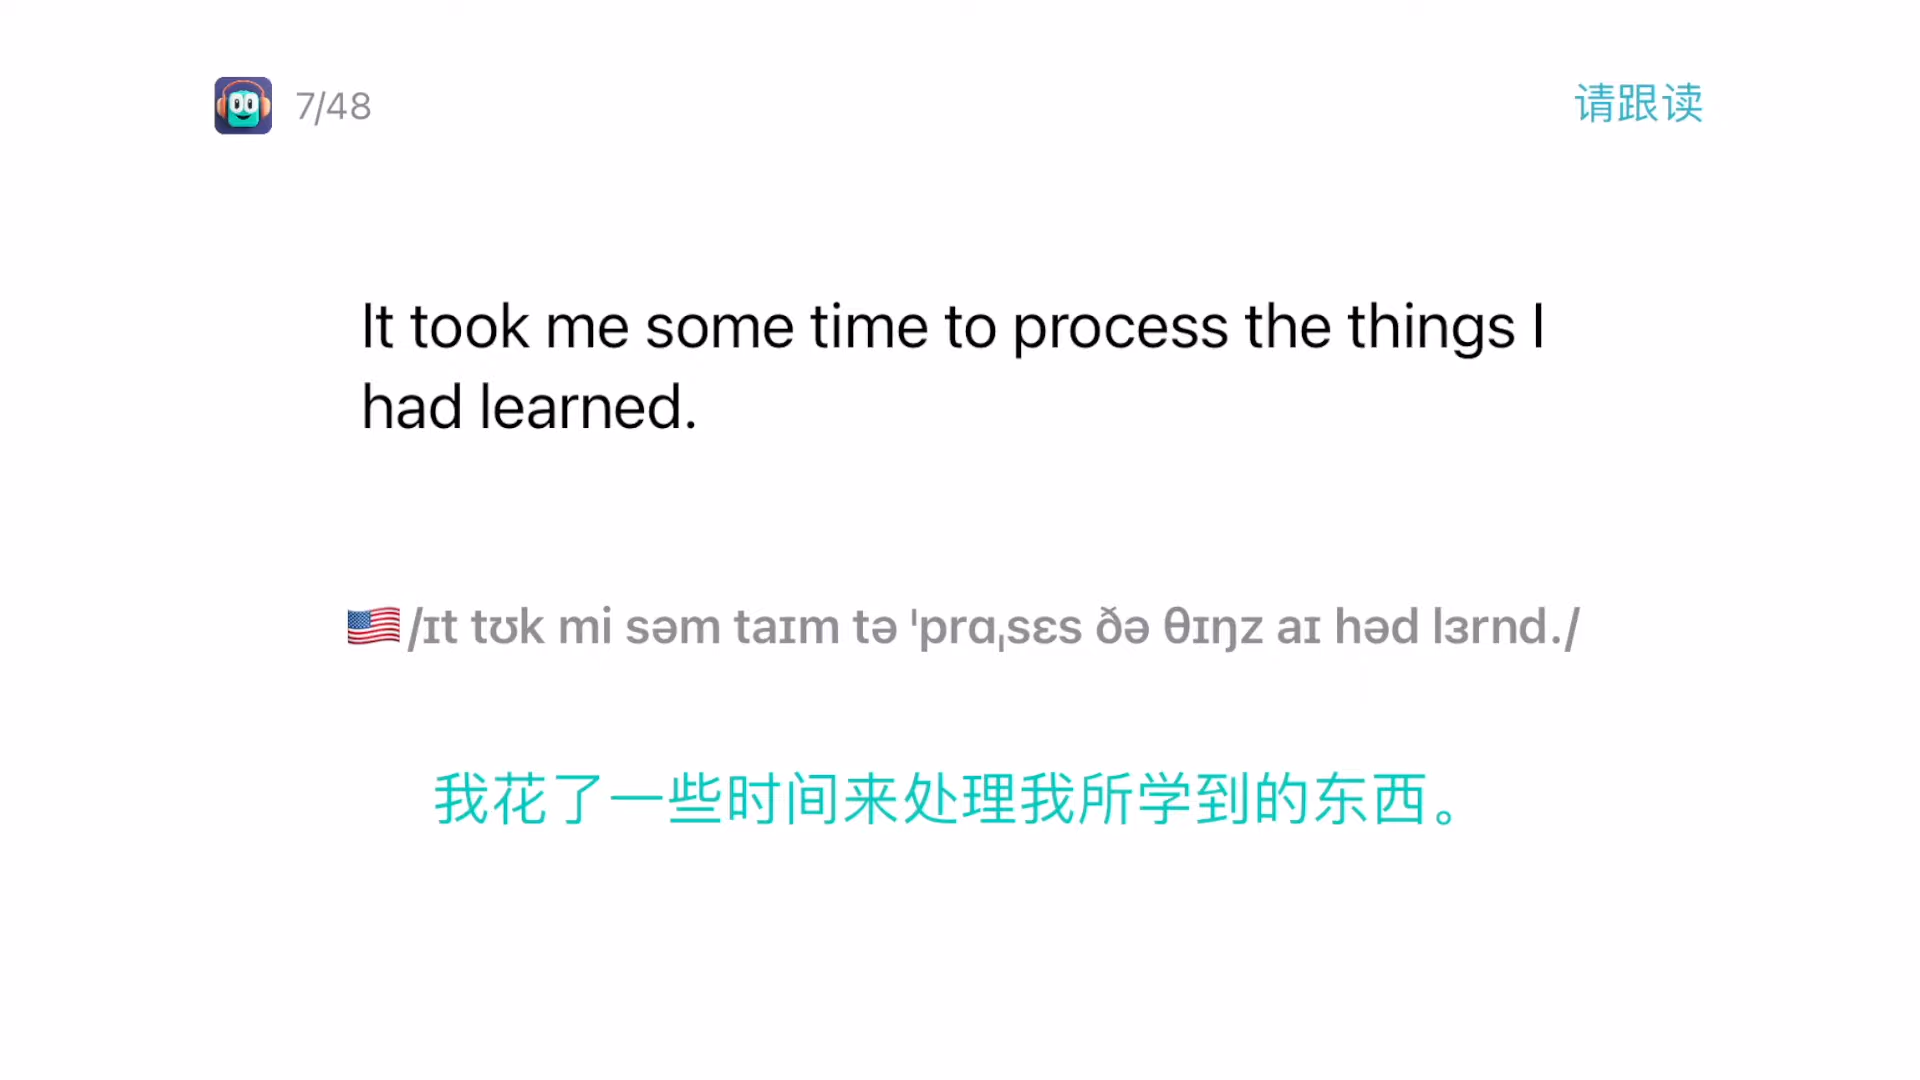 7/48
请跟读
It took me some time to process the things I
had learned.
/ɪt tʊk mi səm taɪm tə ˈprɑˌsɛs ðə θɪŋz aɪ həd lɜrnd./
我花了一些时间来处理我所学到的东西。